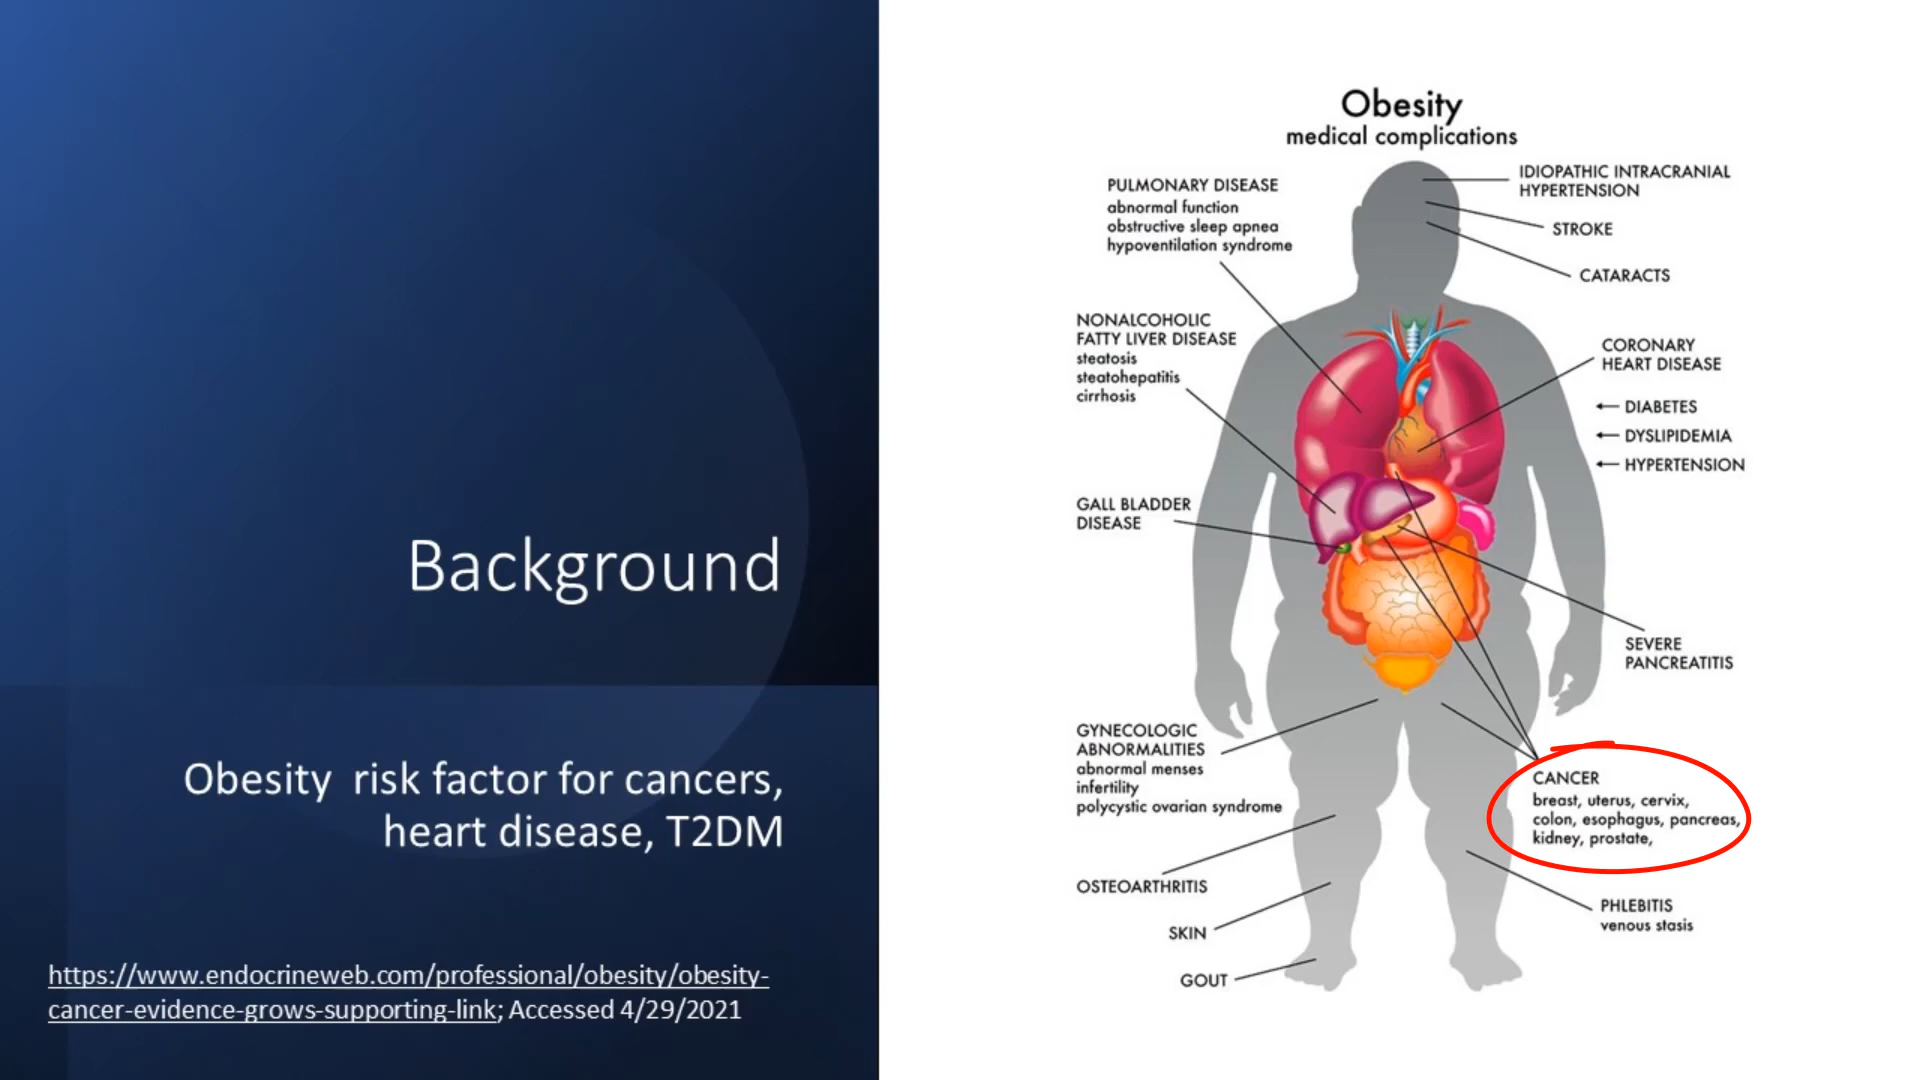 Background
Obesity  risk factor for cancers,
heart disease, T2DM
https://www.endocrineweb.com/professional/obesity/obesity-
cancer-evidence-grows-supporting-link; Accessed 4/29/2021
Obesity
medical complications
PULMONARY DISEASE
abnormal function
obstructive sleep apnea
hypoventilation syndrome
NONALCOHOLIC
FATTY LIVER DISEASE
steatosis
steatohepatitis
cirrhosis
GALL BLADDER
DISEASE
GYNECOLOGIC
ABNORMALITIES
abnormal menses
infertility
polycystic ovarian syndrome
OSTEOARTHRITIS
SKIN
GOUT
IDIOPATHIC INTRACRANIAL
HYPERTENSION
STROKE
CATARACTS
CORONARY
HEART DISEASE
DIABETES
DYSLIPIDEMIA
HYPERTENSION
SEVERE
PANCREATITIS
CANCER
breast, uterus, cervix,
colon, esophagus, pancreas,
kidney, prostate,
PHLEBITIS
venous stasis